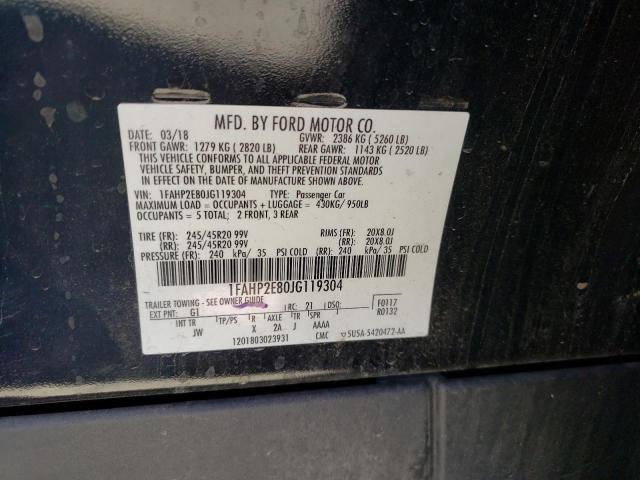 MFD. BY FORD MOTOR CO.
DATE: 03/18 GVWR: 2386 KG ( 5260 LB)
FRONT GAWR: 1279 KG ( 2820 LB) REAR GAWR: 1143 KG ( 2520 LB)
THIS VEHICLE CONFORMS TO ALL APPLICABLE FEDERAL MOTOR
VEHICLE SAFETY, BUMPER, AND THEFT PREVENTION STANDARDS
IN EFFECT ON THE DATE OF MANUFACTURE SHOWN ABOVE.
VIN: 1FAHP2E80JG119304 TYPE: Passenger Car
MAXIMUM LOAD = OCCUPANTS + LUGGAGE = 430KG/ 950LB
OCCUPANTS = 5 TOTAL; 2 FRONT, 3 REAR
TIRE (FR): 245/45R20 99V RIMS (FR): 20X8.0J
(RR): 245/45R20 99V (RR): 20X8.0J
PRESSURE (FR): 240 kPa/ 35 PSI COLD (RR): 240 kPa/ 35 PSI COLD
1FAHP2E80JG119304
TRAILER TOWING - SEE OWNER GUIDE
EXT PNT: G1 RC: 21 DSO: F0117
R0132
INT TR TP/PS R AXLE TR SPR
JW X 2A J AAAA
1201803023931 CMC 5U5A-5420472-AA